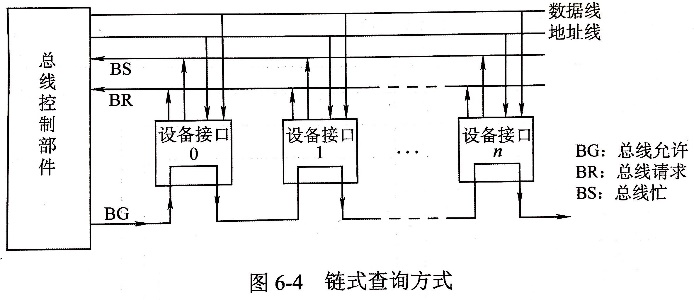 数据线
地址线
总线控制部件
BS
BR
设备接口
0
设备接口
1
…
设备接口
n
BG
BG：总线允许
BR：总线请求
BS：总线忙
图 6-4 链式查询方式